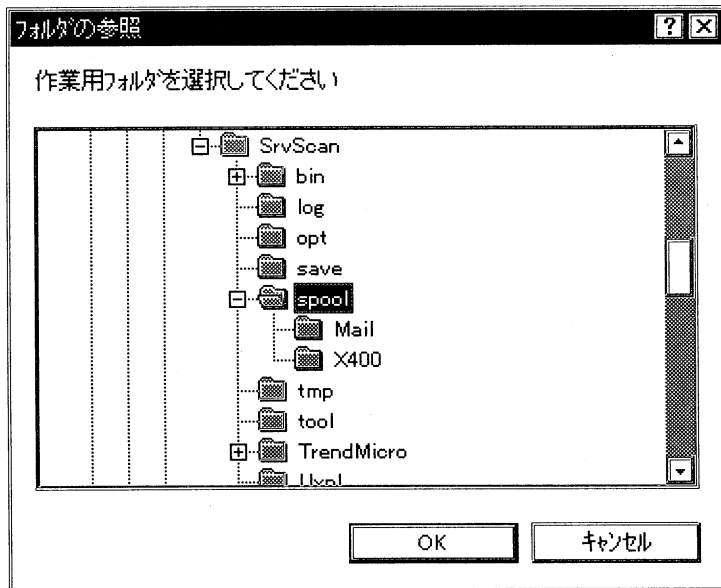 フォルダの参照
作業用フォルダを選択してください
SrvScan
bin
log
opt
save
spool
Mail
X400
tmp
tool
TrendMicro
OK キャンセル